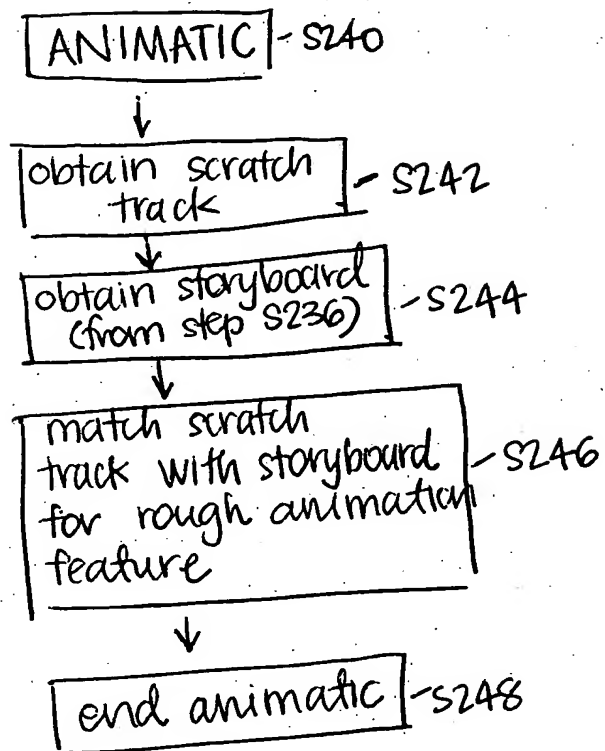 ANIMATIC - S240
obtain scratch
track - S242
obtain storyboard
(from step S236) - S244
match scratch
track with storyboard - S246
for rough animation
feature
end animatic - S248